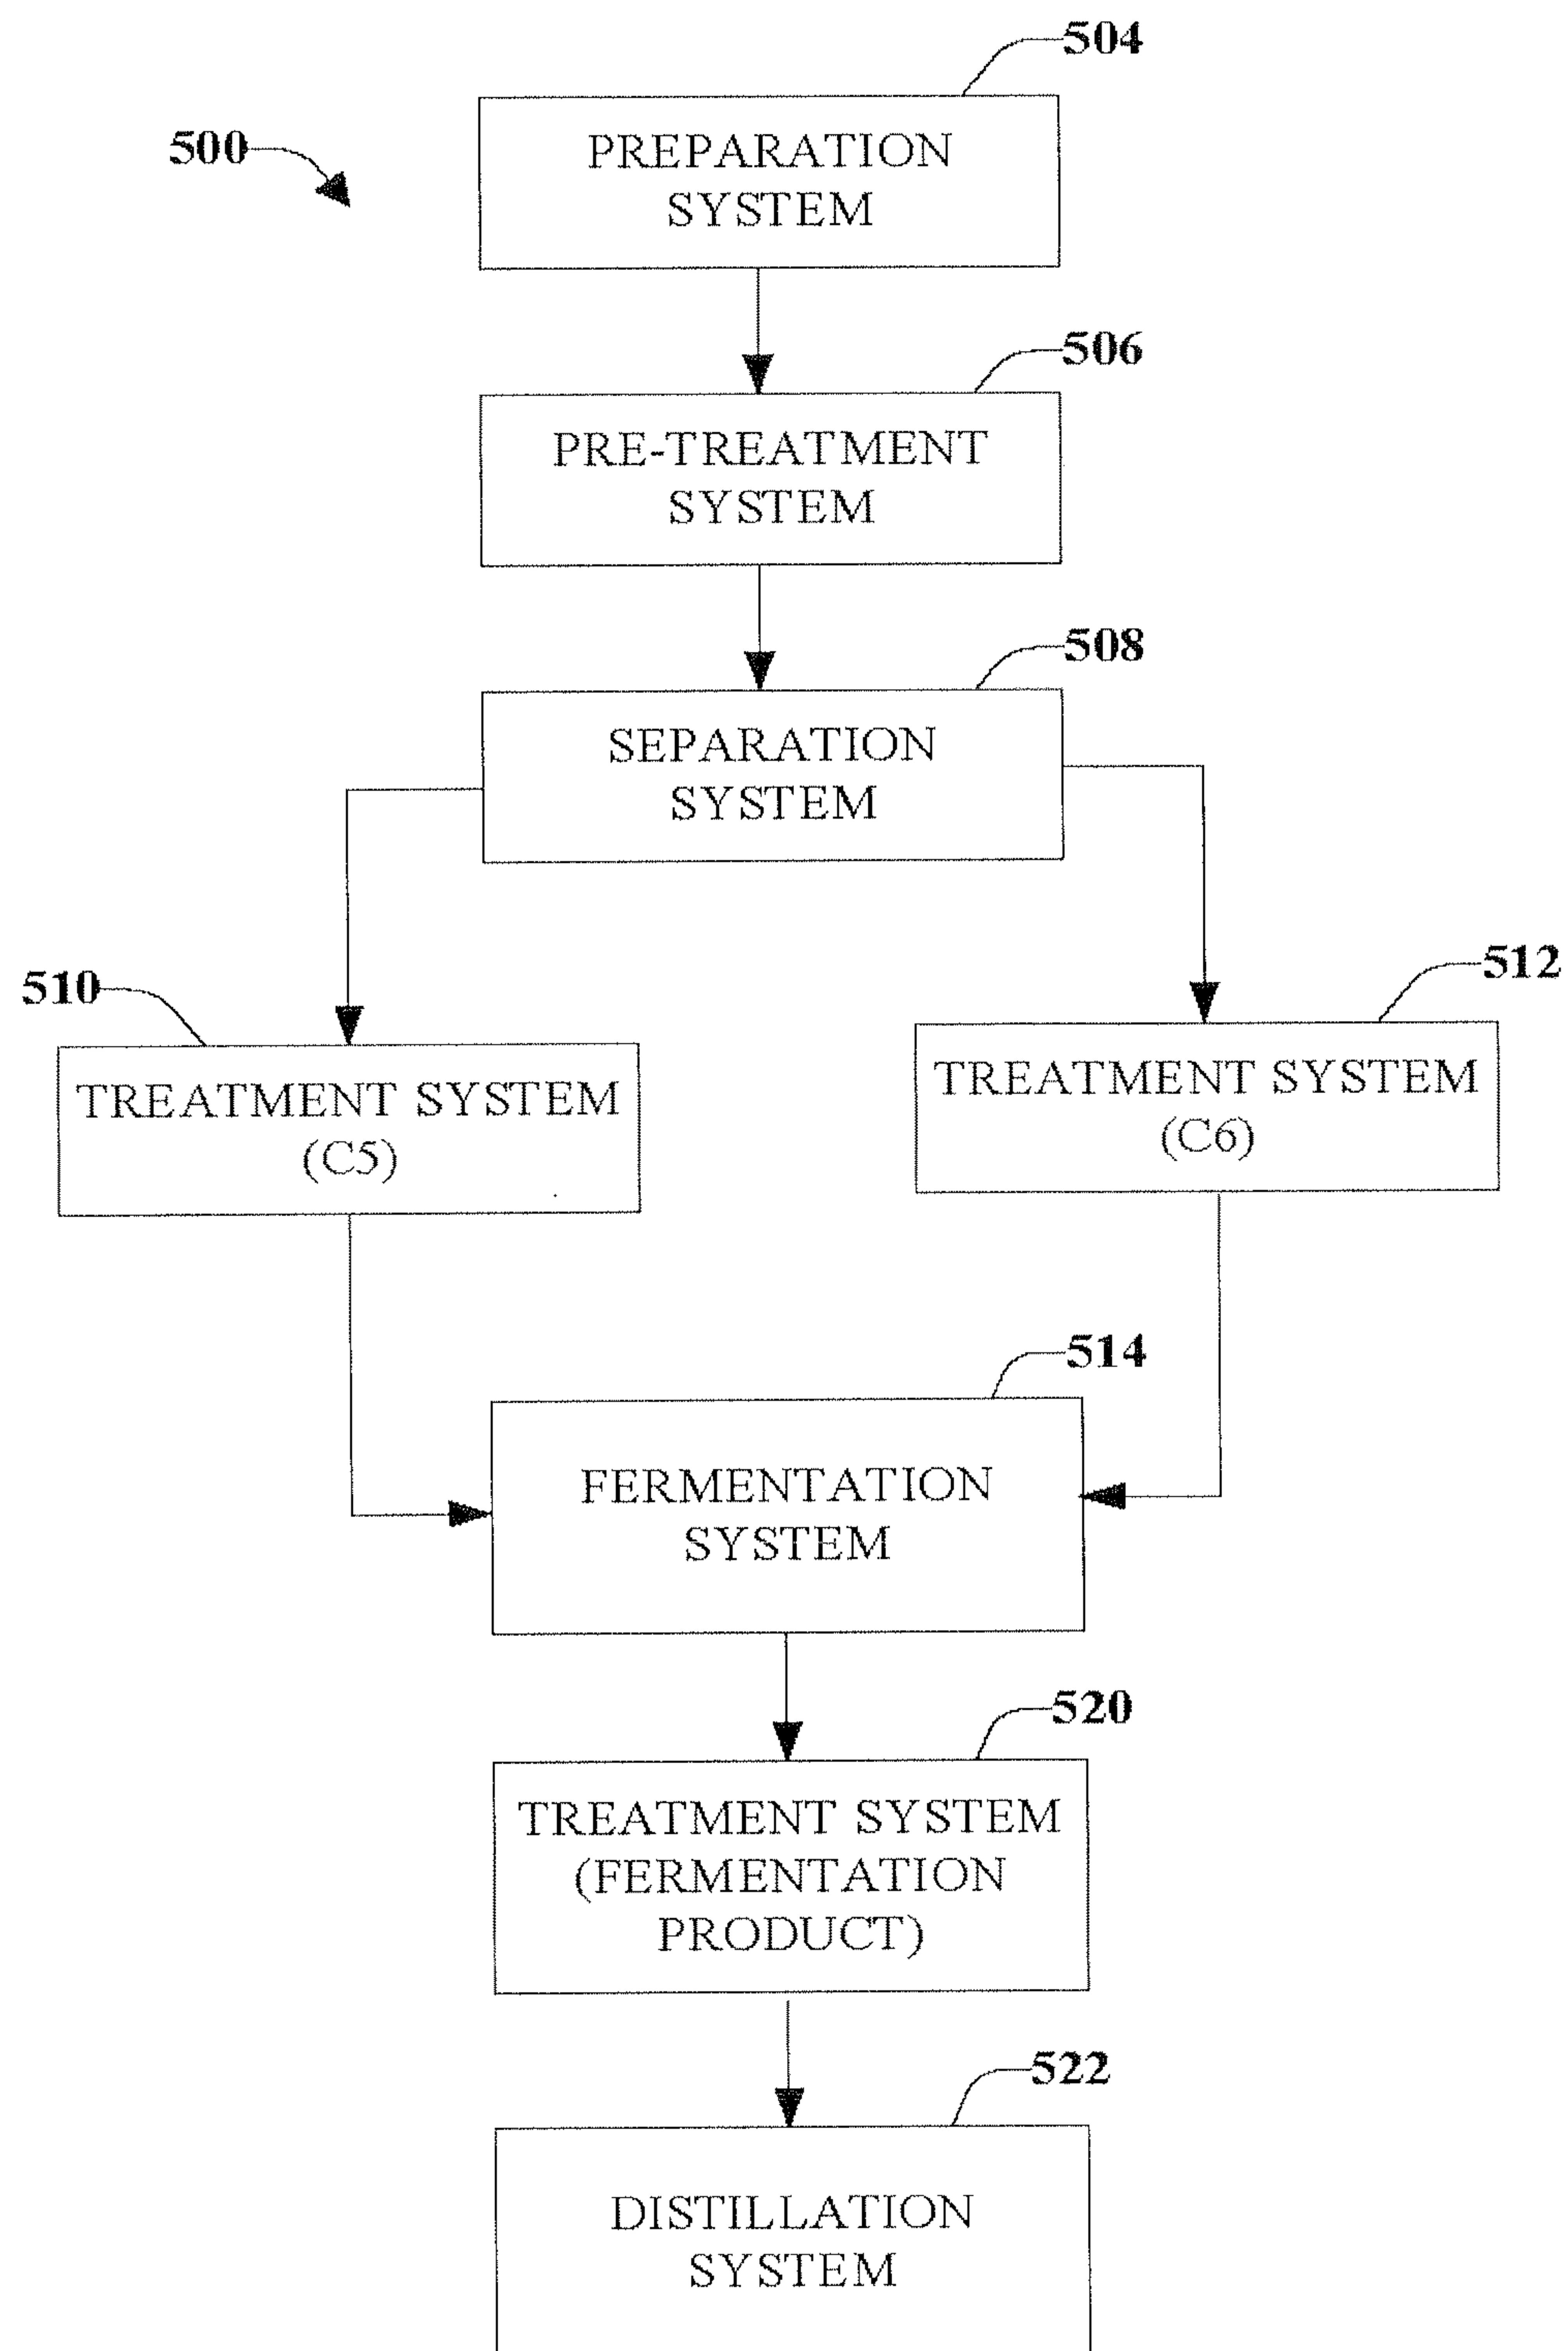 504
500
PREPARATION
SYSTEM
506
PRE-TREATMENT
SYSTEM
508
SEPARATION
SYSTEM
510
512
TREATMENT SYSTEM
(C5)
TREATMENT SYSTEM
(C6)
514
FERMENTATION
SYSTEM
520
TREATMENT SYSTEM
(FERMENTATION
PRODUCT)
522
DISTILLATION
SYSTEM